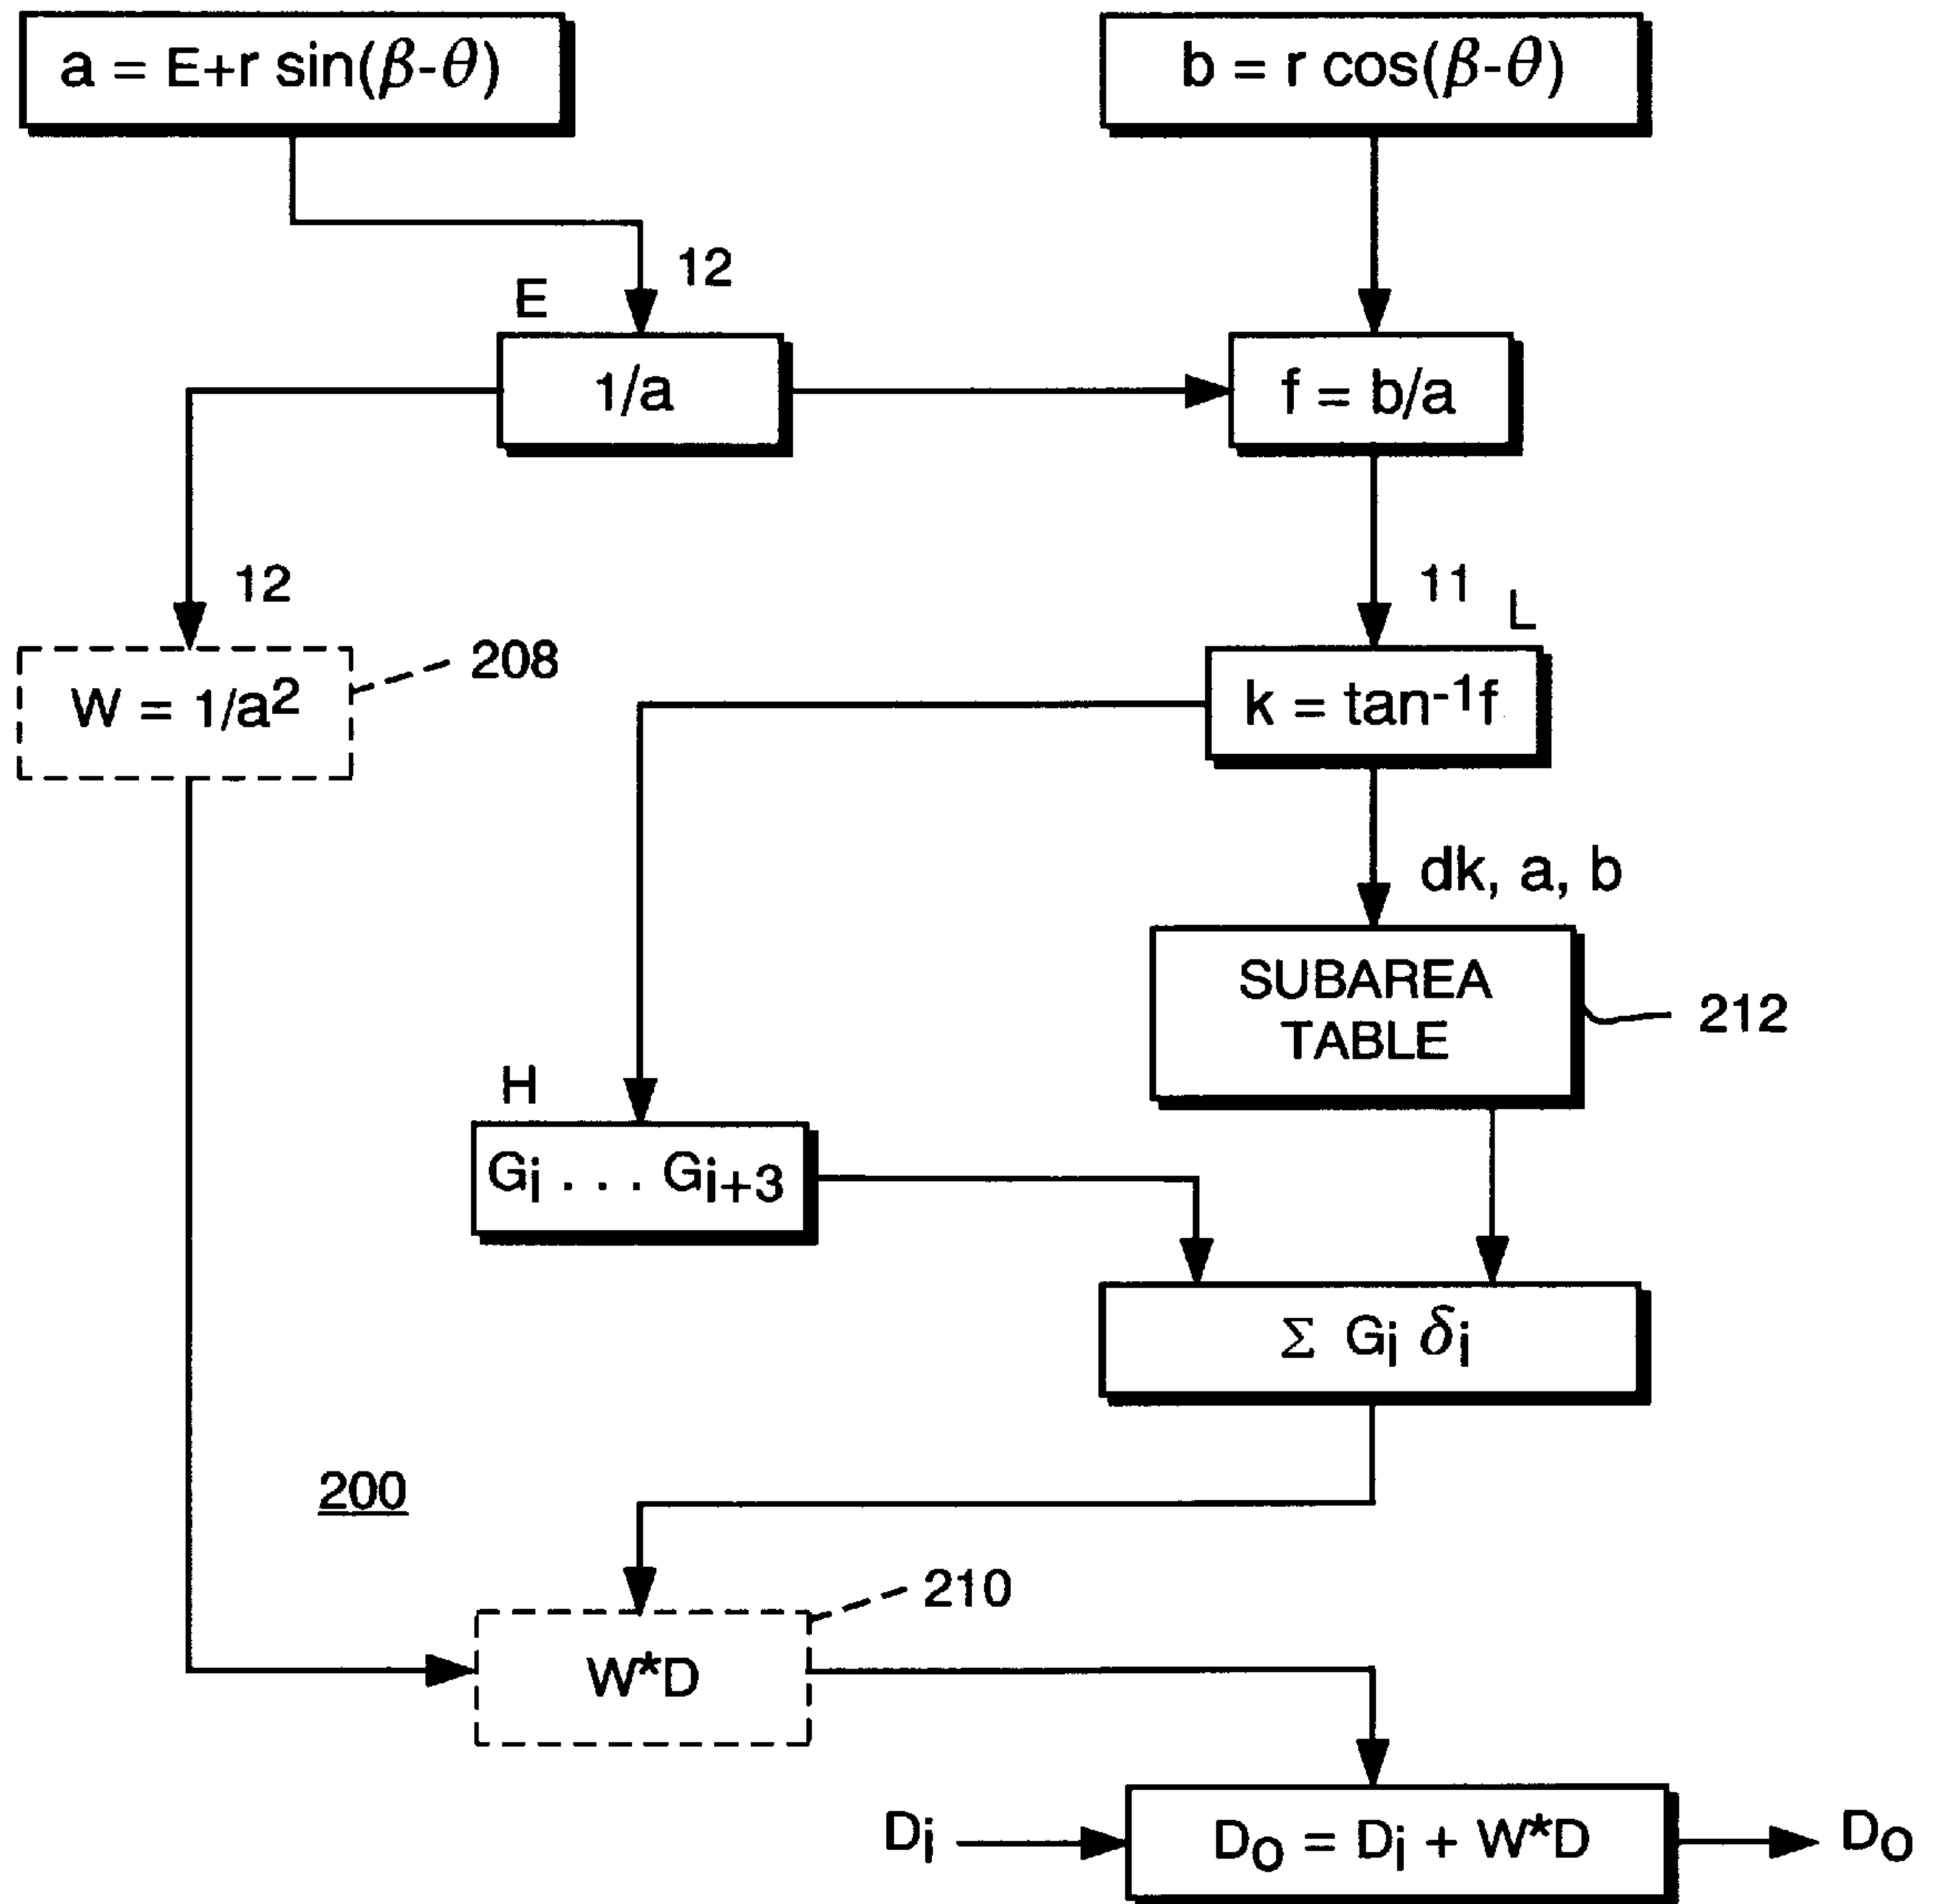 a = E+r sin(β-θ)
b = r cos(β-θ)
12
E
1/a
f = b/a
12
11
L
208
W = 1/a²
k = tan⁻¹f
dk, a, b
SUBAREA
TABLE
212
H
Gi . . . Gi+3
Σ Gi δi
200
210
W*D
Di
Do = Di + W*D
Do